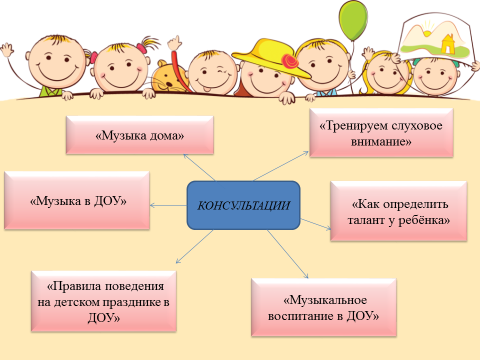 «Музыка дома»
«Тренируем слуховое
внимание»
«Музыка в ДОУ»
КОНСУЛЬТАЦИИ
«Как определить
талант у ребёнка»
«Правила поведения
на детском празднике в
ДОУ»
«Музыкальное
воспитание в ДОУ»